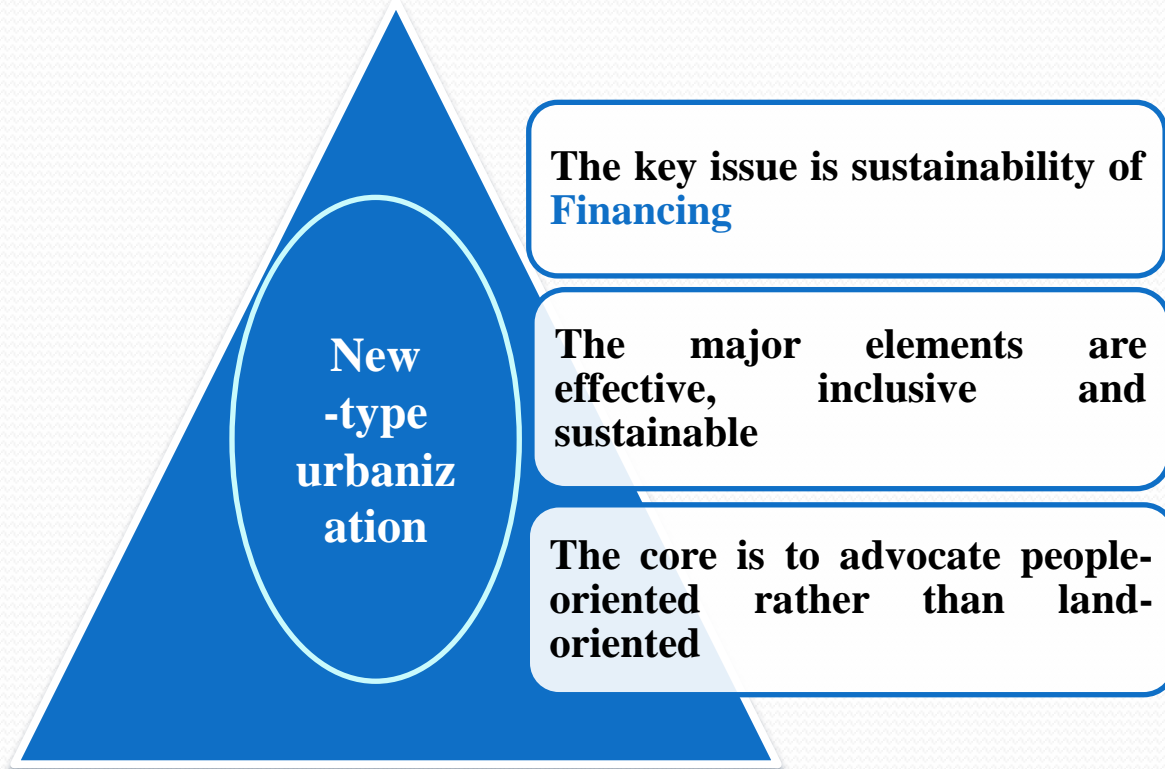 New
-type
urbaniz
ation
The key issue is sustainability of
Financing
The major elements are
effective, inclusive and
sustainable
The core is to advocate people-
oriented rather than land-
oriented